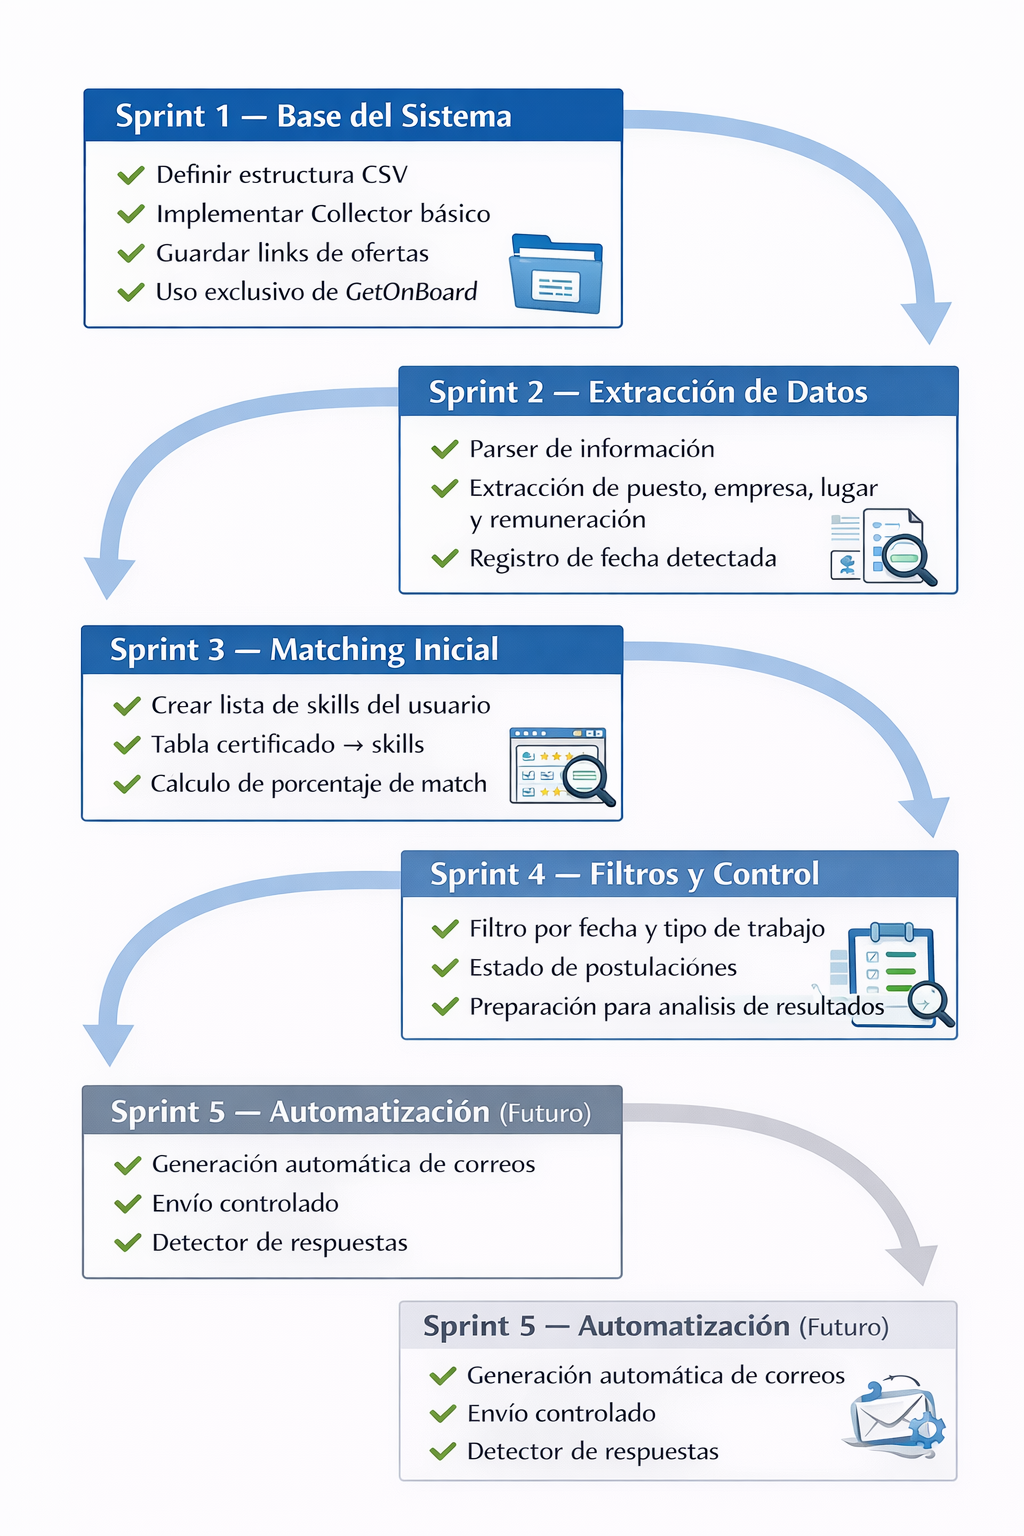 Sprint 1 — Base del Sistema
Definir estructura CSV
Implementar Collector básico
Guardar links de ofertas
Uso exclusivo de GetOnBoard
Sprint 2 — Extracción de Datos
Parser de información
Extracción de puesto, empresa, lugar
y remuneración
Registro de fecha detectada
Sprint 3 — Matching Inicial
Crear lista de skills del usuario
Tabla certificado → skills
Calculo de porcentaje de match
Sprint 4 — Filtros y Control
Filtro por fecha y tipo de trabajo
Estado de postulaciónes
Preparación para analisis de resultados
Sprint 5 — Automatización (Futuro)
Generación automática de correos
Envío controlado
Detector de respuestas
Sprint 5 — Automatización (Futuro)
Generación automática de correos
Envío controlado
Detector de respuestas